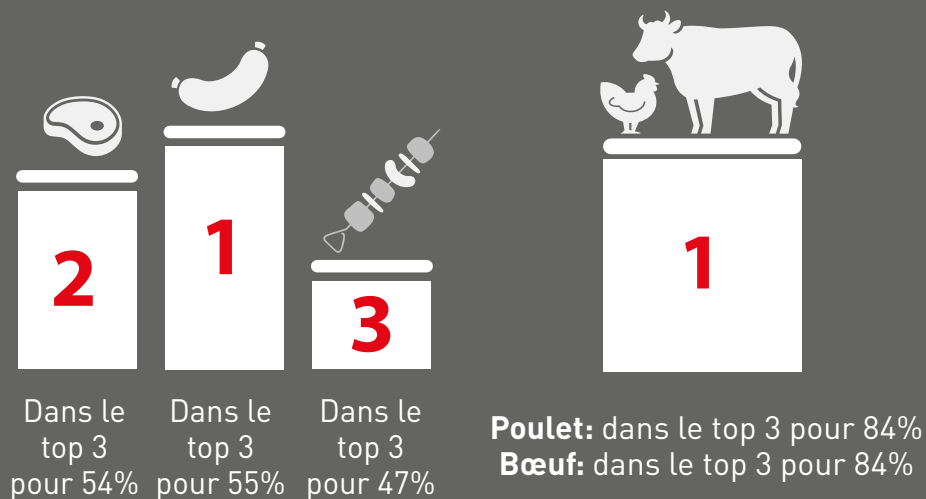 2
1
3
1
Dans le
top 3
pour 54%
Dans le
top 3
pour 55%
Dans le
top 3
pour 47%
Poulet: dans le top 3 pour 84%
Bœuf: dans le top 3 pour 84%